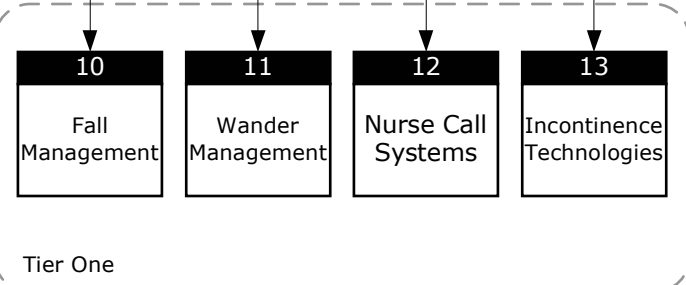 10
11
12
13
Fall
Management
Wander
Management
Nurse Call
Systems
Incontinence
Technologies
Tier One